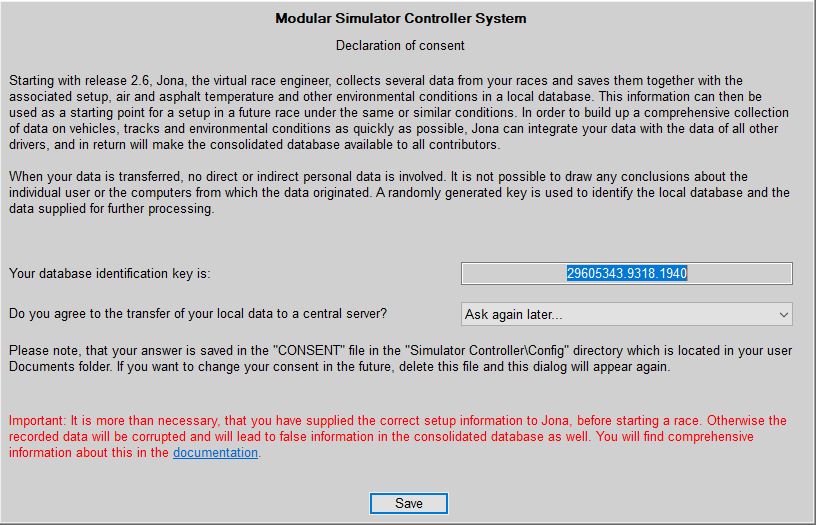 Modular Simulator Controller System
Declaration of consent
Starting with release 2.6, Jona, the virtual race engineer, collects several data from your races and saves them together with the
associated setup, air and asphalt temperature and other environmental conditions in a local database. This information can then be
used as a starting point for a setup in a future race under the same or similar conditions. In order to build up a comprehensive collection
of data on vehicles, tracks and environmental conditions as quickly as possible, Jona can integrate your data with the data of all other
drivers, and in return will make the consolidated database available to all contributors.
When your data is transferred, no direct or indirect personal data is involved. It is not possible to draw any conclusions about the
individual user or the computers from which the data originated. A randomly generated key is used to identify the local database and the
data supplied for further processing.
Your database identification key is:
29605343.9318.1940
Do you agree to the transfer of your local data to a central server?
Ask again later...
Please note, that your answer is saved in the "CONSENT" file in the "Simulator Controller\Config" directory which is located in your user
Documents folder. If you want to change your consent in the future, delete this file and this dialog will appear again.
Important: It is more than necessary, that you have supplied the correct setup information to Jona, before starting a race. Otherwise the
recorded data will be corrupted and will lead to false information in the consolidated database as well. You will find comprehensive
information about this in the documentation.
Save